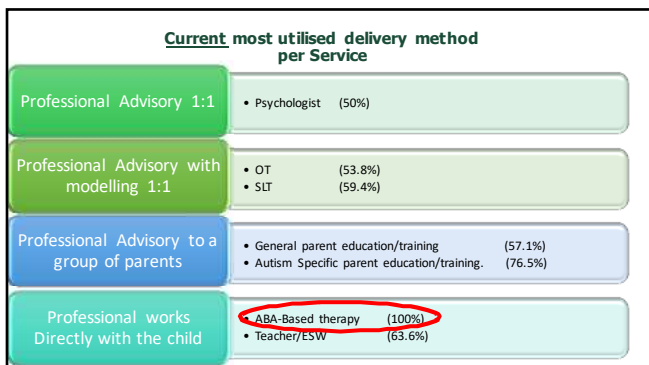 Current most utilised delivery method
per Service
Professional Advisory 1:1
• Psychologist (50%)
Professional Advisory with
modelling 1:1
• OT (53.8%)
• SLT (59.4%)
Professional Advisory to a
group of parents
• General parent education/training (57.1%)
• Autism Specific parent education/training. (76.5%)
Professional works
Directly with the child
• ABA-Based therapy (100%)
• Teacher/ESW (63.6%)